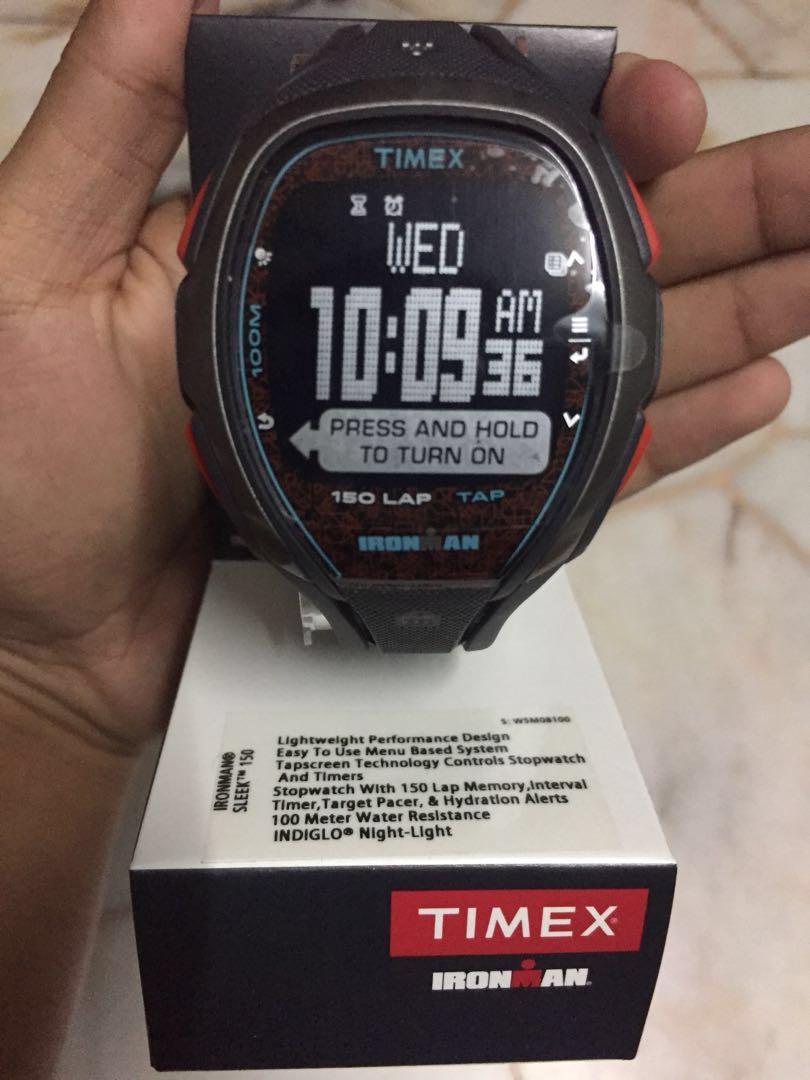 TIMEX
WED
10:09 AM
36
100M
PRESS AND HOLD
TO TURN ON
150 LAP TAP
IRONMAN
S: W5M08100
IRONMAN®
SLEEK™ 150
Lightweight Performance Design
Easy To Use Menu Based System
Tapscreen Technology Controls Stopwatch
And Timers
Stopwatch With 150 Lap Memory,Interval
Timer,Target Pacer, & Hydration Alerts
100 Meter Water Resistance
INDIGLO® Night-Light
TIMEX®
IRONMAN®